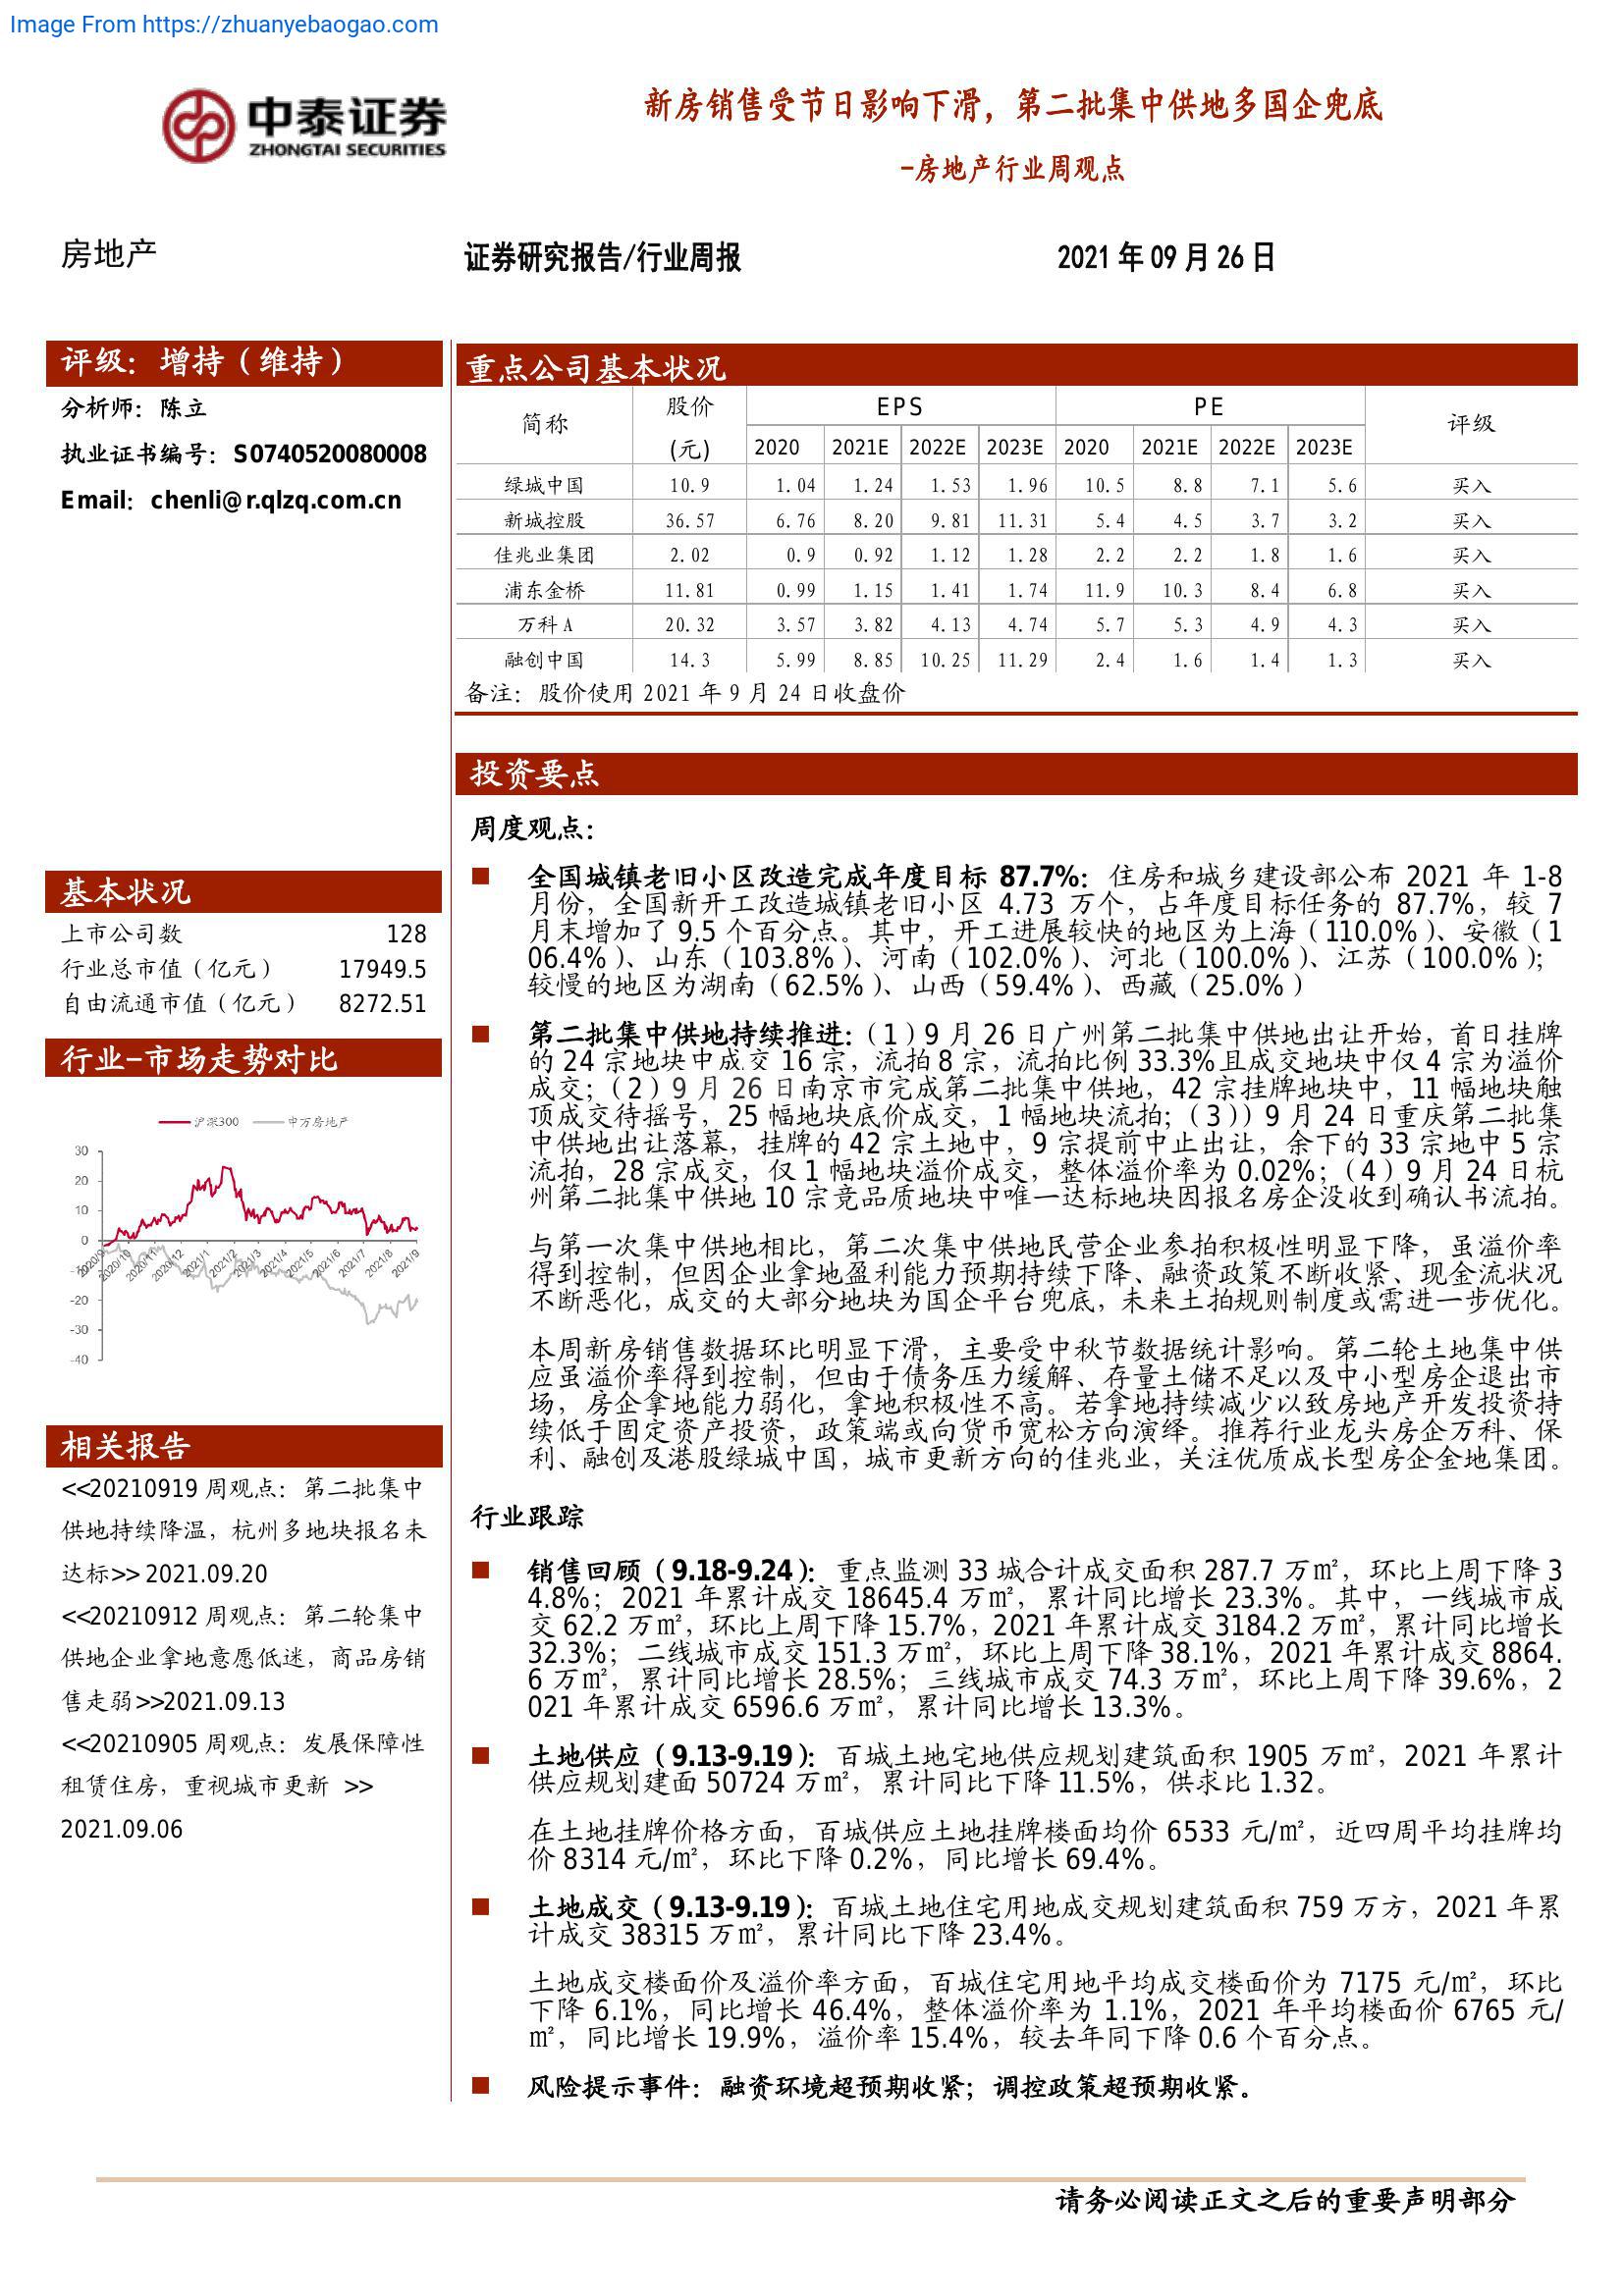 Image From https://zhuanyebaogao.com
中泰证券
ZHONGTAI SECURITIES
新房销售受节日影响下滑，第二批集中供地多国企兜底
-房地产行业周观点
房地产
证券研究报告/行业周报
2021 年 09 月 26 日
评级：增持（维持）
分析师：陈立
执业证书编号：S0740520080008
Email：chenli@r.qlzq.com.cn
基本状况
上市公司数 128
行业总市值（亿元） 17949.5
自由流通市值（亿元） 8272.51
行业-市场走势对比
沪深300 申万房地产
30
20
10
0
-10
-20
-30
-40
2020/9 2020/10 2020/11 2020/12 2021/1 2021/2 2021/3 2021/4 2021/5 2021/6 2021/7 2021/8 2021/9
相关报告
<<20210919 周观点：第二批集中
供地持续降温，杭州多地块报名未
达标>> 2021.09.20
<<20210912 周观点：第二轮集中
供地企业拿地意愿低迷，商品房销
售走弱>>2021.09.13
<<20210905 周观点：发展保障性
租赁住房，重视城市更新 >>
2021.09.06
重点公司基本状况
简称 股价 EPS PE 评级
(元) 2020 2021E 2022E 2023E 2020 2021E 2022E 2023E
绿城中国 10.9 1.04 1.24 1.53 1.96 10.5 8.8 7.1 5.6 买入
新城控股 36.57 6.76 8.20 9.81 11.31 5.4 4.5 3.7 3.2 买入
佳兆业集团 2.02 0.9 0.92 1.12 1.28 2.2 2.2 1.8 1.6 买入
浦东金桥 11.81 0.99 1.15 1.41 1.74 11.9 10.3 8.4 6.8 买入
万科 A 20.32 3.57 3.82 4.13 4.74 5.7 5.3 4.9 4.3 买入
融创中国 14.3 5.99 8.85 10.25 11.29 2.4 1.6 1.4 1.3 买入
备注：股价使用 2021 年 9 月 24 日收盘价
投资要点
周度观点：
■ 全国城镇老旧小区改造完成年度目标 87.7%：住房和城乡建设部公布 2021 年 1-8
月份，全国新开工改造城镇老旧小区 4.73 万个，占年度目标任务的 87.7%，较 7
月末增加了 9.5 个百分点。其中，开工进展较快的地区为上海（110.0%）、安徽（1
06.4%）、山东（103.8%）、河南（102.0%）、河北（100.0%）、江苏（100.0%）；
较慢的地区为湖南（62.5%）、山西（59.4%）、西藏（25.0%）
■ 第二批集中供地持续推进：（1）9 月 26 日广州第二批集中供地出让开始，首日挂牌
的 24 宗地块中成交 16 宗，流拍 8 宗，流拍比例 33.3%且成交地块中仅 4 宗为溢价
成交；（2）9 月 26 日南京市完成第二批集中供地，42 宗挂牌地块中，11 幅地块触
顶成交待摇号，25 幅地块底价成交，1 幅地块流拍；（3））9 月 24 日重庆第二批集
中供地出让落幕，挂牌的 42 宗土地中，9 宗提前中止出让，余下的 33 宗地中 5 宗
流拍，28 宗成交，仅 1 幅地块溢价成交，整体溢价率为 0.02%；（4）9 月 24 日杭
州第二批集中供地 10 宗竞品质地块中唯一达标地块因报名房企没收到确认书流拍。
与第一次集中供地相比，第二次集中供地民营企业参拍积极性明显下降，虽溢价率
得到控制，但因企业拿地盈利能力预期持续下降、融资政策不断收紧、现金流状况
不断恶化，成交的大部分地块为国企平台兜底，未来土拍规则制度或需进一步优化。
本周新房销售数据环比明显下滑，主要受中秋节数据统计影响。第二轮土地集中供
应虽溢价率得到控制，但由于债务压力缓解、存量土储不足以及中小型房企退出市
场，房企拿地能力弱化，拿地积极性不高。若拿地持续减少以致房地产开发投资持
续低于固定资产投资，政策端或向货币宽松方向演绎。推荐行业龙头房企万科、保
利、融创及港股绿城中国，城市更新方向的佳兆业，关注优质成长型房企金地集团。
行业跟踪
■ 销售回顾（9.18-9.24）：重点监测 33 城合计成交面积 287.7 万㎡，环比上周下降 3
4.8%；2021 年累计成交 18645.4 万㎡，累计同比增长 23.3%。其中，一线城市成
交 62.2 万㎡，环比上周下降 15.7%，2021 年累计成交 3184.2 万㎡，累计同比增长
32.3%；二线城市成交 151.3 万㎡，环比上周下降 38.1%，2021 年累计成交 8864.
6 万㎡，累计同比增长 28.5%；三线城市成交 74.3 万㎡，环比上周下降 39.6%，2
021 年累计成交 6596.6 万㎡，累计同比增长 13.3%。
■ 土地供应（9.13-9.19）：百城土地宅地供应规划建筑面积 1905 万㎡，2021 年累计
供应规划建面 50724 万㎡，累计同比下降 11.5%，供求比 1.32。
在土地挂牌价格方面，百城供应土地挂牌楼面均价 6533 元/㎡，近四周平均挂牌均
价 8314 元/㎡，环比下降 0.2%，同比增长 69.4%。
■ 土地成交（9.13-9.19）：百城土地住宅用地成交规划建筑面积 759 万方，2021 年累
计成交 38315 万㎡，累计同比下降 23.4%。
土地成交楼面价及溢价率方面，百城住宅用地平均成交楼面价为 7175 元/㎡，环比
下降 6.1%，同比增长 46.4%，整体溢价率为 1.1%，2021 年平均楼面价 6765 元/
㎡，同比增长 19.9%，溢价率 15.4%，较去年同下降 0.6 个百分点。
■ 风险提示事件：融资环境超预期收紧；调控政策超预期收紧。
请务必阅读正文之后的重要声明部分